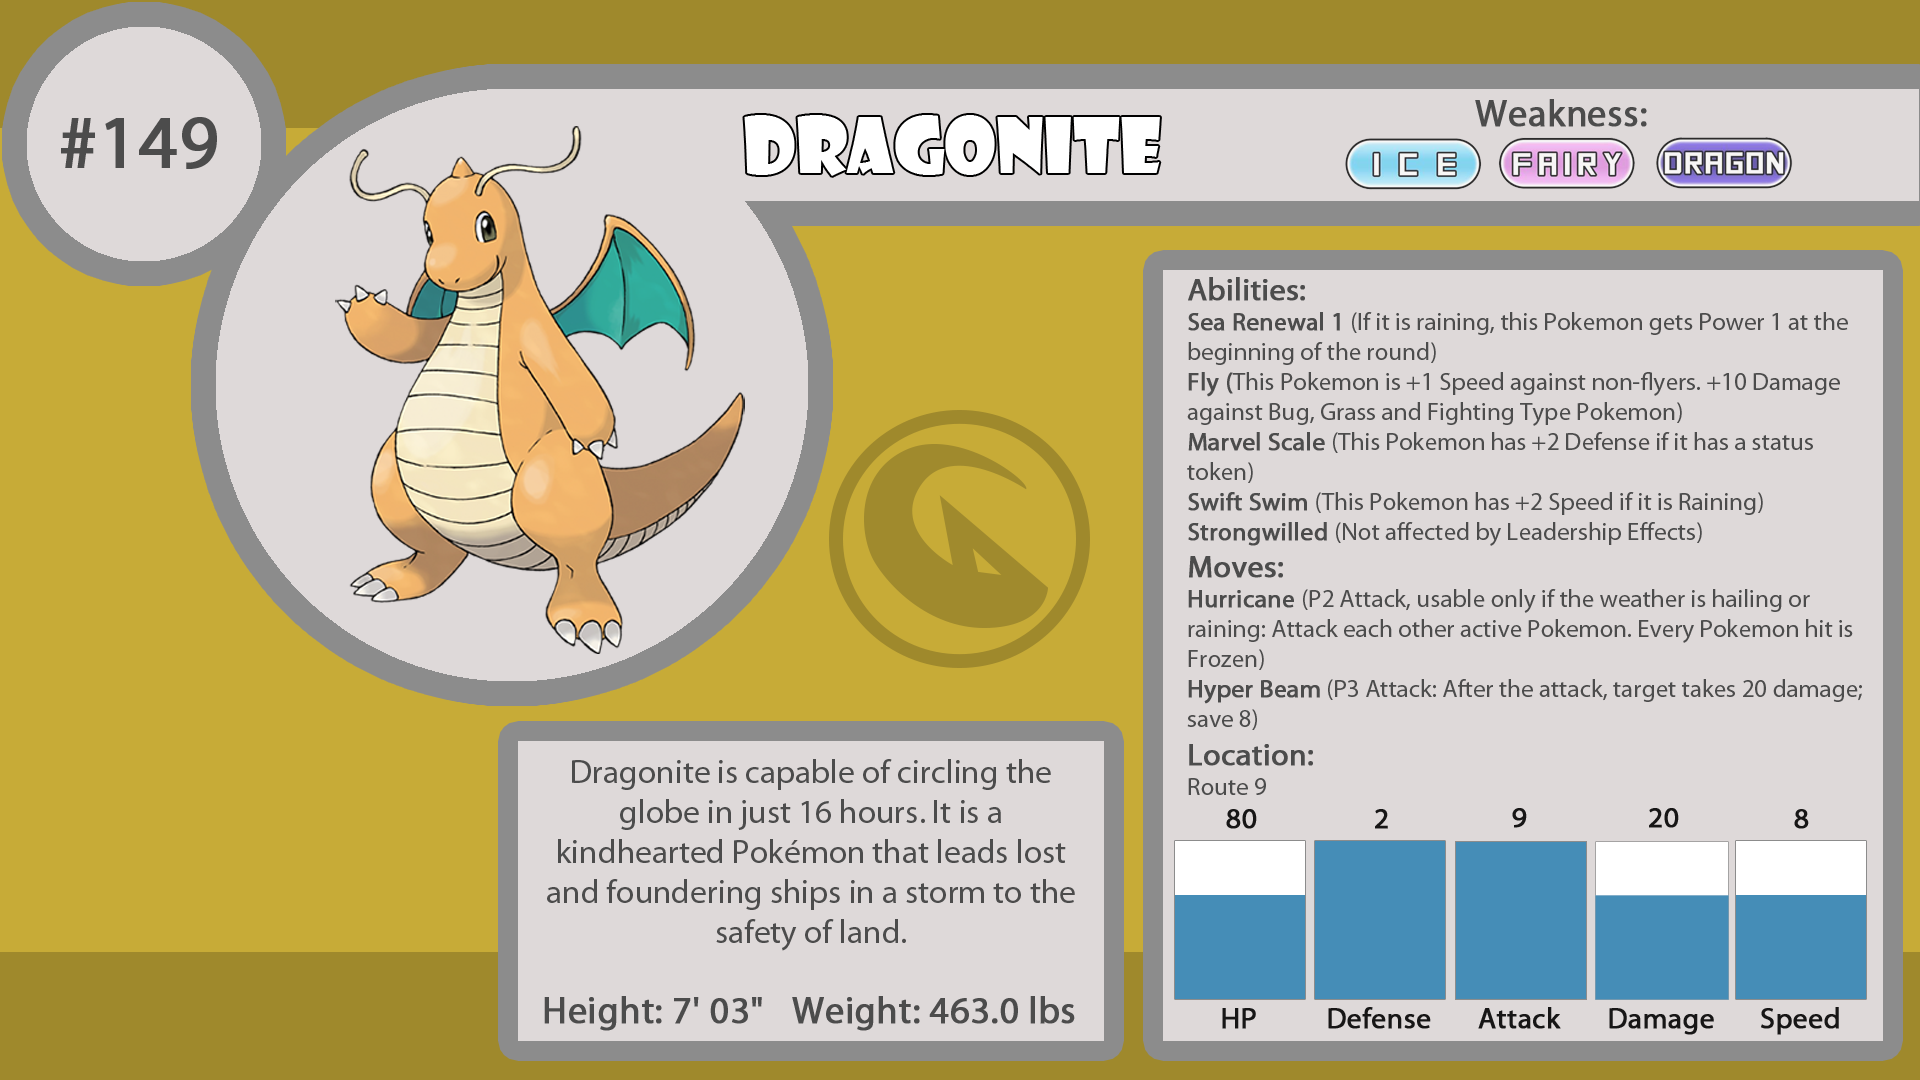 #149
DRAGONITE
Weakness:
ICE FAIRY DRAGON
Abilities:
Sea Renewal 1 (If it is raining, this Pokemon gets Power 1 at the
beginning of the round)
Fly (This Pokemon is +1 Speed against non-flyers. +10 Damage
against Bug, Grass and Fighting Type Pokemon)
Marvel Scale (This Pokemon has +2 Defense if it has a status
token)
Swift Swim (This Pokemon has +2 Speed if it is Raining)
Strongwilled (Not affected by Leadership Effects)
Moves:
Hurricane (P2 Attack, usable only if the weather is hailing or
raining: Attack each other active Pokemon. Every Pokemon hit is
Frozen)
Hyper Beam (P3 Attack: After the attack, target takes 20 damage;
save 8)
Location:
Route 9
80 2 9 20 8
HP Defense Attack Damage Speed
Dragonite is capable of circling the
globe in just 16 hours. It is a
kindhearted Pokémon that leads lost
and foundering ships in a storm to the
safety of land.
Height: 7' 03" Weight: 463.0 lbs